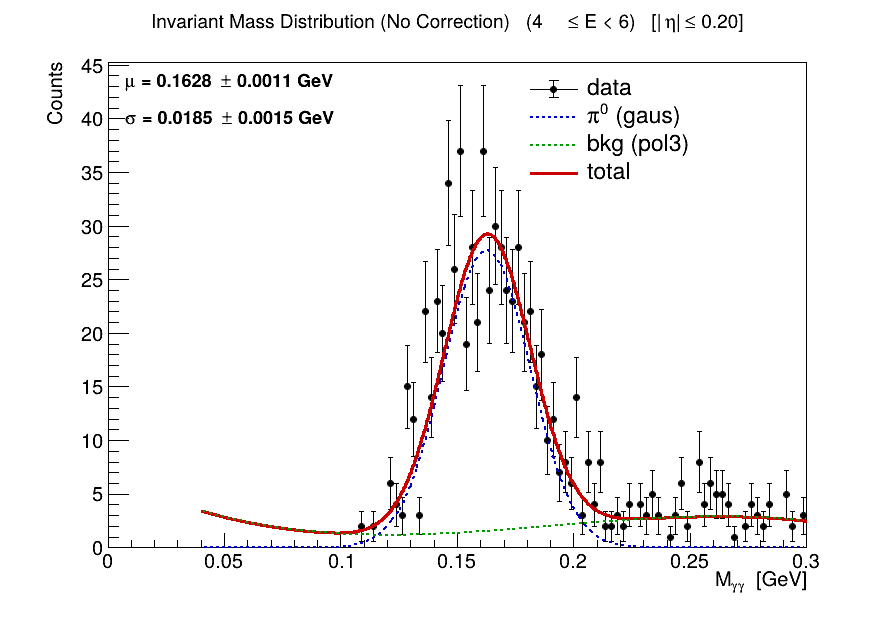 Invariant Mass Distribution (No Correction) (4 ≤ E < 6) [|η| ≤ 0.20]
Counts
μ = 0.1628 ± 0.0011 GeV
σ = 0.0185 ± 0.0015 GeV
data
π⁰ (gaus)
bkg (pol3)
total
45
40
35
30
25
20
15
10
5
0
0 0.05 0.1 0.15 0.2 0.25 0.3
Mγγ [GeV]